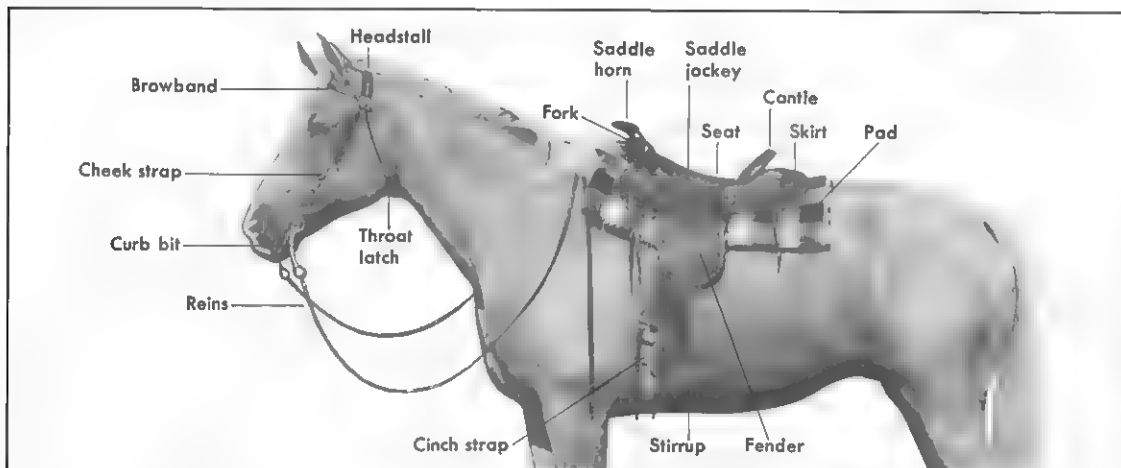 Headstall
Browband
Cheek strap
Curb bit
Throat
latch
Reins
Saddle
horn
Saddle
jockey
Fork
Cantle
Seat
Skirt
Pad
Cinch strap
Stirrup
Fender